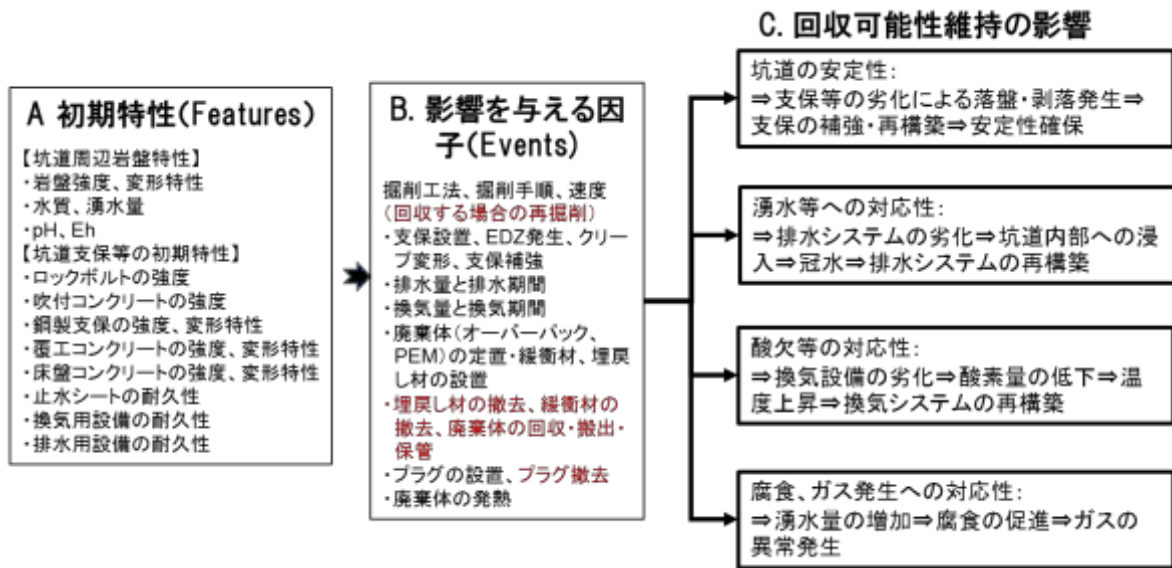 C. 回収可能性維持の影響
A 初期特性(Features)
【坑道周辺岩盤特性】
・岩盤強度、変形特性
・水質、湧水量
・pH、Eh
【坑道支保等の初期特性】
・ロックボルトの強度
・吹付コンクリートの強度
・鋼製支保の強度、変形特性
・覆工コンクリートの強度、変形特性
・床盤コンクリートの強度、変形特性
・止水シートの耐久性
・換気用設備の耐久性
・排水用設備の耐久性
B. 影響を与える因
子(Events)
掘削工法、掘削手順、速度
(回収する場合の再掘削)
・支保設置、EDZ発生、クリー
プ変形、支保補強
・排水量と排水期間
・換気量と換気期間
・廃棄体(オーバーパック、
PEM)の定置・緩衝材、埋戻
し材の設置
・埋戻し材の撤去、緩衝材の
撤去、廃棄体の回収・搬出・
保管
・プラグの設置、プラグ撤去
・廃棄体の発熱
坑道の安定性:
⇒支保等の劣化による落盤・剥落発生⇒
支保の補強・再構築⇒安定性確保
湧水等への対応性:
⇒排水システムの劣化⇒坑道内部への浸
入⇒冠水⇒排水システムの再構築
酸欠等の対応性:
⇒換気設備の劣化⇒酸素量の低下⇒温
度上昇⇒換気システムの再構築
腐食、ガス発生への対応性:
⇒湧水量の増加⇒腐食の促進⇒ガスの
異常発生